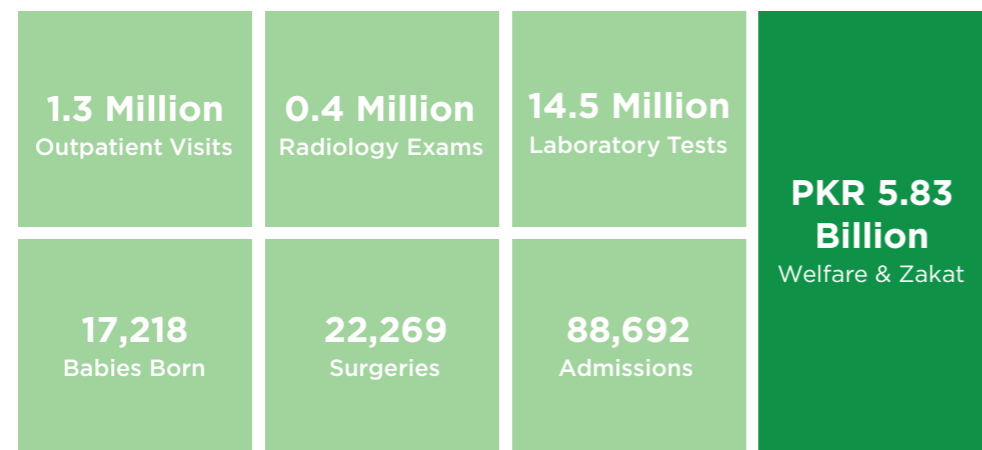 1.3 Million
Outpatient Visits
0.4 Million
Radiology Exams
14.5 Million
Laboratory Tests
PKR 5.83
Billion
Welfare & Zakat
17,218
Babies Born
22,269
Surgeries
88,692
Admissions